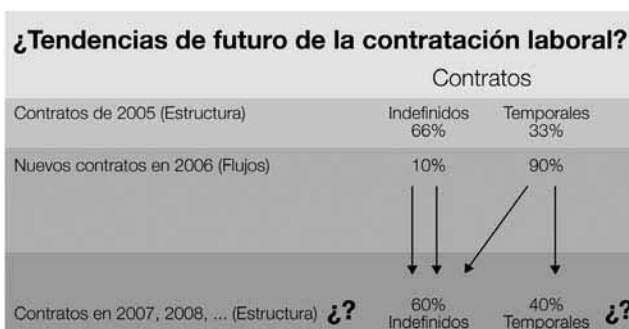 ¿Tendencias de futuro de la contratación laboral?
Contratos
Contratos de 2005 (Estructura) Indefinidos Temporales
66% 33%
Nuevos contratos en 2006 (Flujos) 10% 90%
Contratos en 2007, 2008, ... (Estructura) ¿? 60% 40% ¿?
Indefinidos Temporales